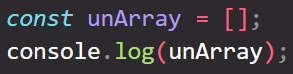 const unArray = [];
console.log(unArray);